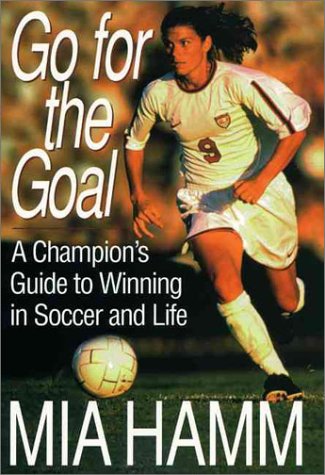 Go for
the
Goal
A Champion's
Guide to Winning
in Soccer and Life
9
MIA HAMM